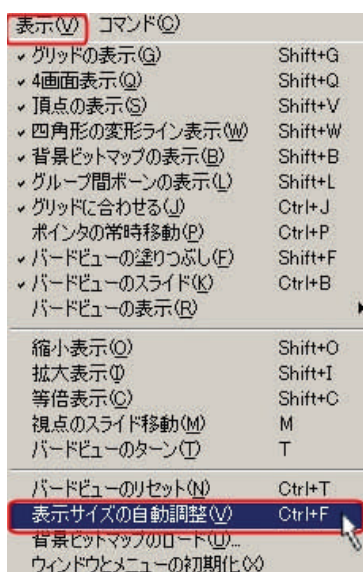 表示(V) コマンド(C)
✓グリッドの表示(G) Shift+G
✓4画面表示(Q) Shift+Q
✓頂点の表示(S) Shift+V
✓四角形の変形ライン表示(W) Shift+W
✓背景ビットマップの表示(B) Shift+B
✓グループ間ボーンの表示(L) Shift+L
✓グリッドに合わせる(J) Ctrl+J
ポインタの常時移動(P) Ctrl+P
✓バードビューの塗りつぶし(F) Shift+F
✓バードビューのスライド(K) Ctrl+B
バードビューの表示(R)
縮小表示(O) Shift+O
拡大表示(I) Shift+I
等倍表示(C) Shift+C
視点のスライド移動(M) M
バードビューのターン(T) T
バードビューのリセット(N) Ctrl+T
表示サイズの自動調整(V) Ctrl+F
背景ビットマップのロード(U)...
ウィンドウとメニューの初期化(X)